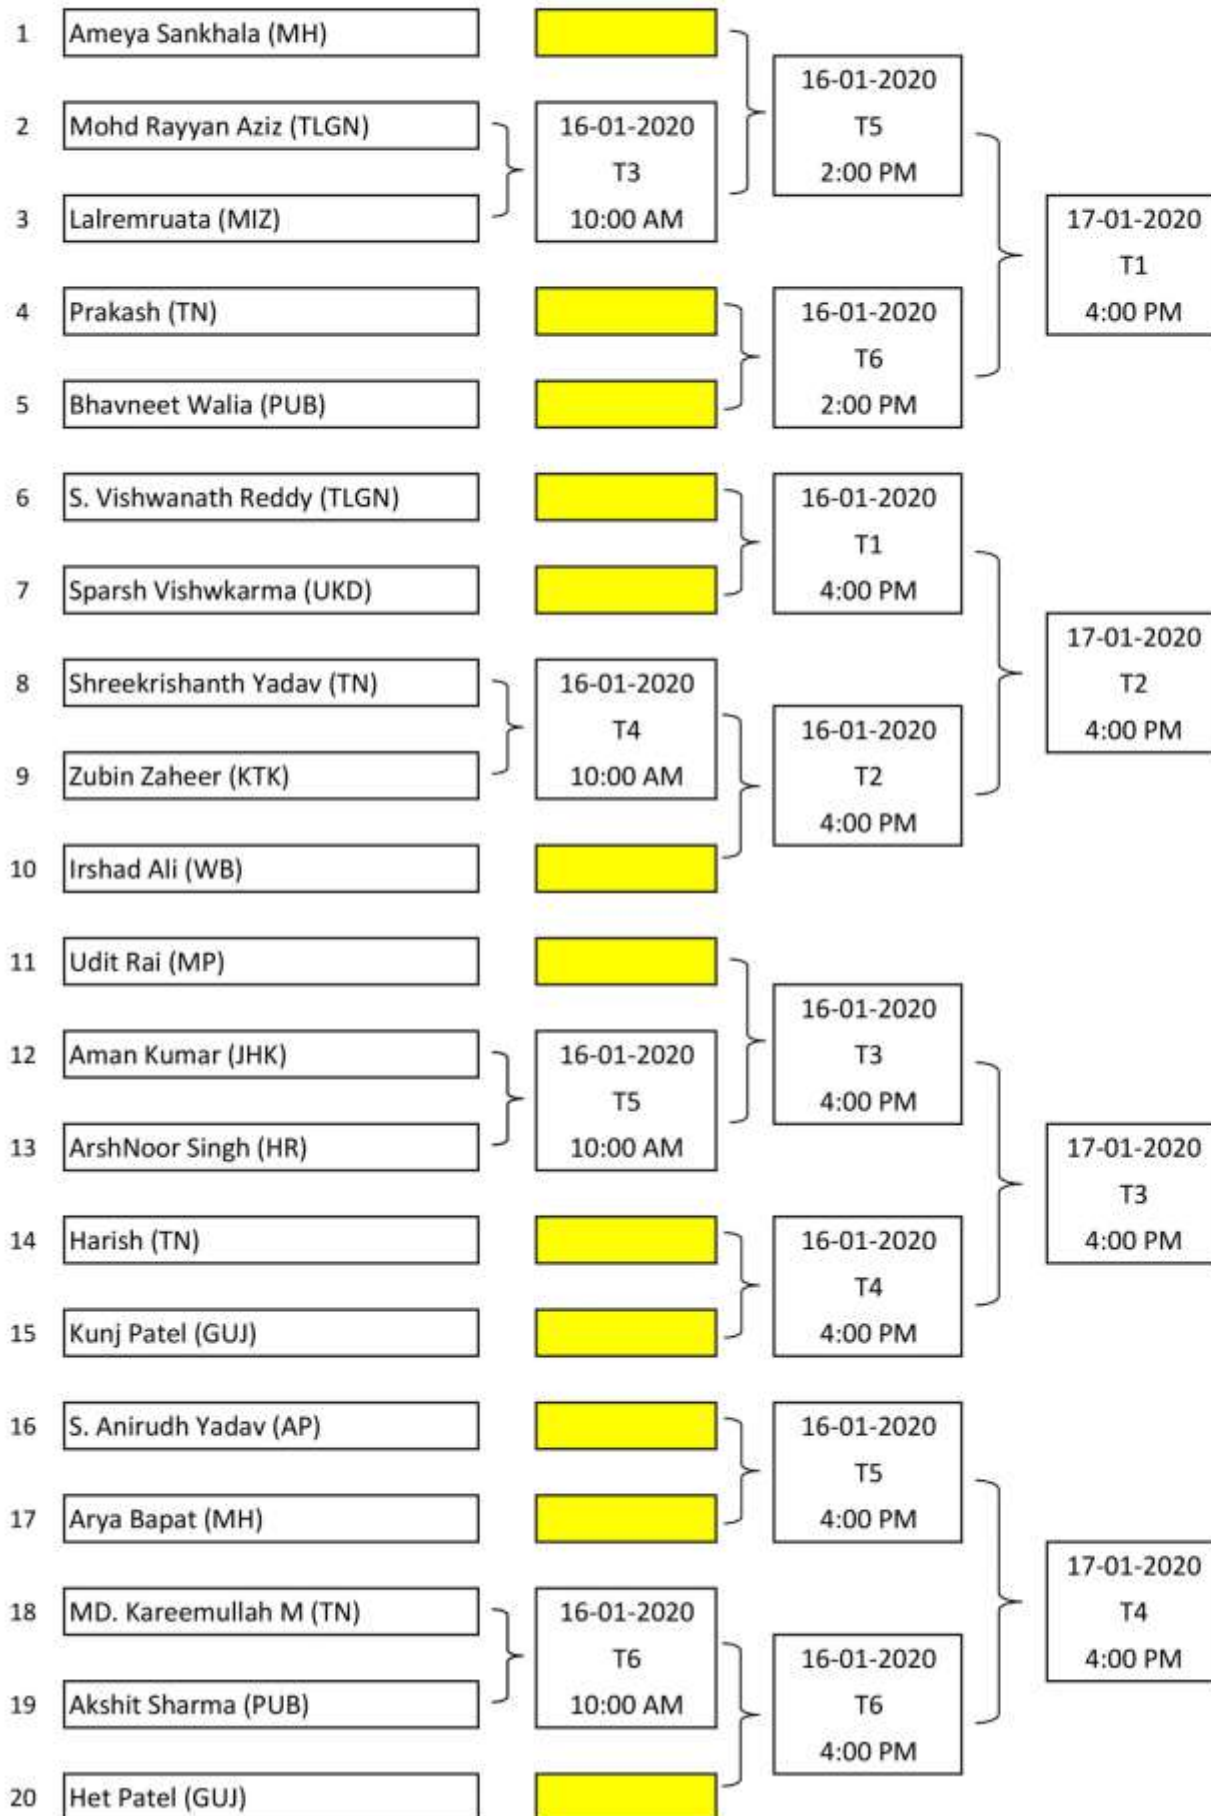 1 Ameya Sankhala (MH)
16-01-2020
2 Mohd Rayyan Aziz (TLGN) 16-01-2020 T5
T3 2:00 PM
3 Lalremruata (MIZ) 10:00 AM 17-01-2020
T1
4 Prakash (TN) 16-01-2020 4:00 PM
T6
5 Bhavneet Walia (PUB) 2:00 PM
6 S. Vishwanath Reddy (TLGN) 16-01-2020
T1
7 Sparsh Vishwkarma (UKD) 4:00 PM
17-01-2020
8 Shreekrishanth Yadav (TN) 16-01-2020 T2
T4 16-01-2020 4:00 PM
9 Zubin Zaheer (KTK) 10:00 AM T2
4:00 PM
10 Irshad Ali (WB)
11 Udit Rai (MP)
16-01-2020
12 Aman Kumar (JHK) 16-01-2020 T3
T5 4:00 PM
13 ArshNoor Singh (HR) 10:00 AM 17-01-2020
T3
14 Harish (TN) 16-01-2020 4:00 PM
T4
15 Kunj Patel (GUJ) 4:00 PM
16 S. Anirudh Yadav (AP) 16-01-2020
T5
17 Arya Bapat (MH) 4:00 PM
17-01-2020
18 MD. Kareemullah M (TN) 16-01-2020 T4
T6 16-01-2020 4:00 PM
19 Akshit Sharma (PUB) 10:00 AM T6
4:00 PM
20 Het Patel (GUJ)